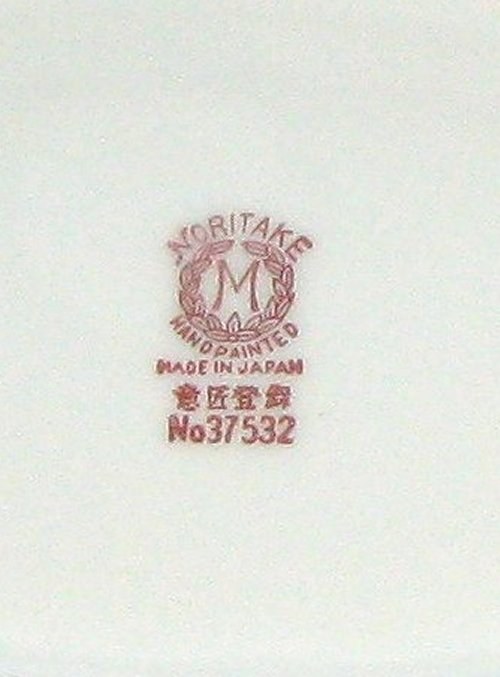 NORITAKE
M
HANDPAINTED
MADE IN JAPAN
意匠登録
No37532